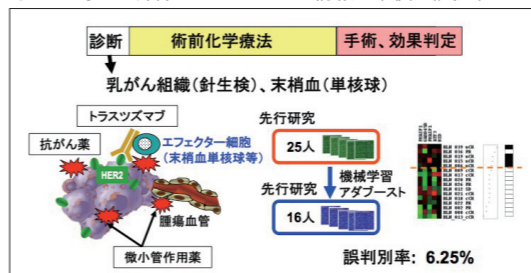 診断
術前化学療法
手術、効果判定
乳がん組織(針生検)、末梢血(単核球)
トラスツズマブ
抗がん薬
エフェクター細胞
(末梢血単核球等)
HER2
腫瘍血管
微小管作用薬
先行研究
25人
機械学習
アダブースト
先行研究
16人
誤判別率: 6.25%